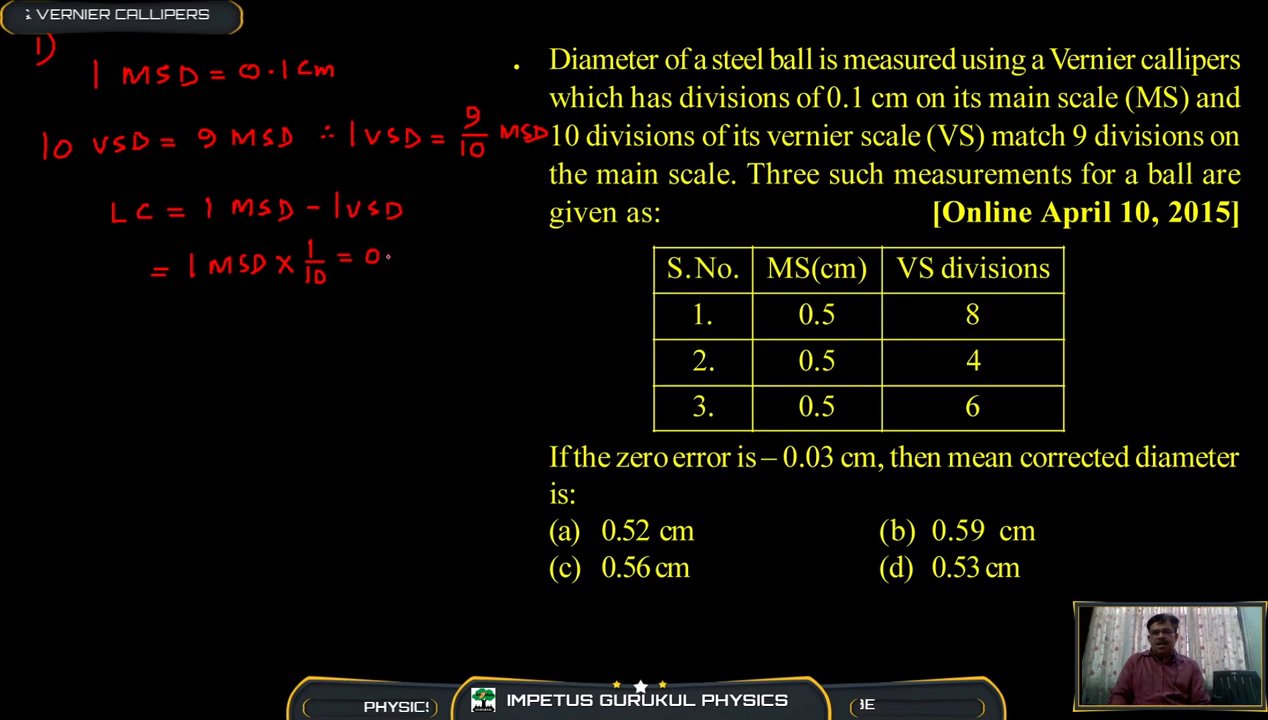 VERNIER CALLIPERS
1)
1 MSD = 0.1 cm
10 VSD = 9 MSD ∴ 1 VSD = 9/10 MSD
LC = 1 MSD - 1 VSD
= 1 MSD × 1/10 = 0.
. Diameter of a steel ball is measured using a Vernier callipers
which has divisions of 0.1 cm on its main scale (MS) and
10 divisions of its vernier scale (VS) match 9 divisions on
the main scale. Three such measurements for a ball are
given as: [Online April 10, 2015]
S.No. MS(cm) VS divisions
1. 0.5 8
2. 0.5 4
3. 0.5 6
If the zero error is – 0.03 cm, then mean corrected diameter
is:
(a) 0.52 cm (b) 0.59 cm
(c) 0.56 cm (d) 0.53 cm
PHYSICS IMPETUS GURUKUL PHYSICS BE